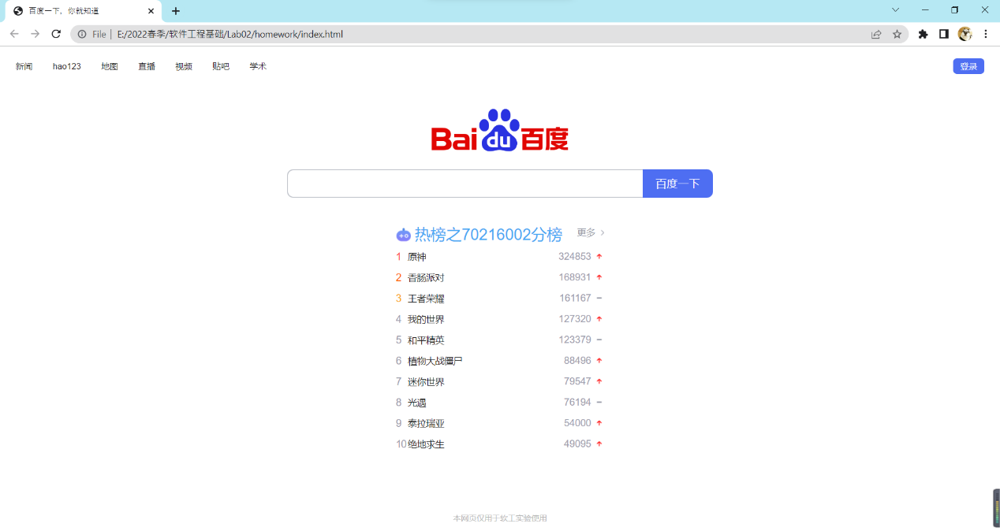 百度一下，你就知道
File | E:/2022春季/软件工程基础/Lab02/homework/index.html
新闻 hao123 地图 直播 视频 贴吧 学术 登录
Bai du 百度
百度一下
热榜之70216002分榜 更多
1 原神 324853
2 香肠派对 168931
3 王者荣耀 161167
4 我的世界 127320
5 和平精英 123379
6 植物大战僵尸 88496
7 迷你世界 79547
8 光遇 76194
9 泰拉瑞亚 54000
10 绝地求生 49095
本网页仅用于软工实验使用